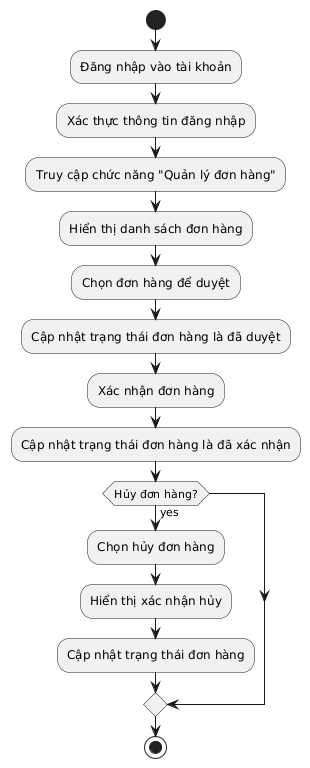 Đăng nhập vào tài khoản
Xác thực thông tin đăng nhập
Truy cập chức năng "Quản lý đơn hàng"
Hiển thị danh sách đơn hàng
Chọn đơn hàng để duyệt
Cập nhật trạng thái đơn hàng là đã duyệt
Xác nhận đơn hàng
Cập nhật trạng thái đơn hàng là đã xác nhận
Hủy đơn hàng?
yes
Chọn hủy đơn hàng
Hiển thị xác nhận hủy
Cập nhật trạng thái đơn hàng